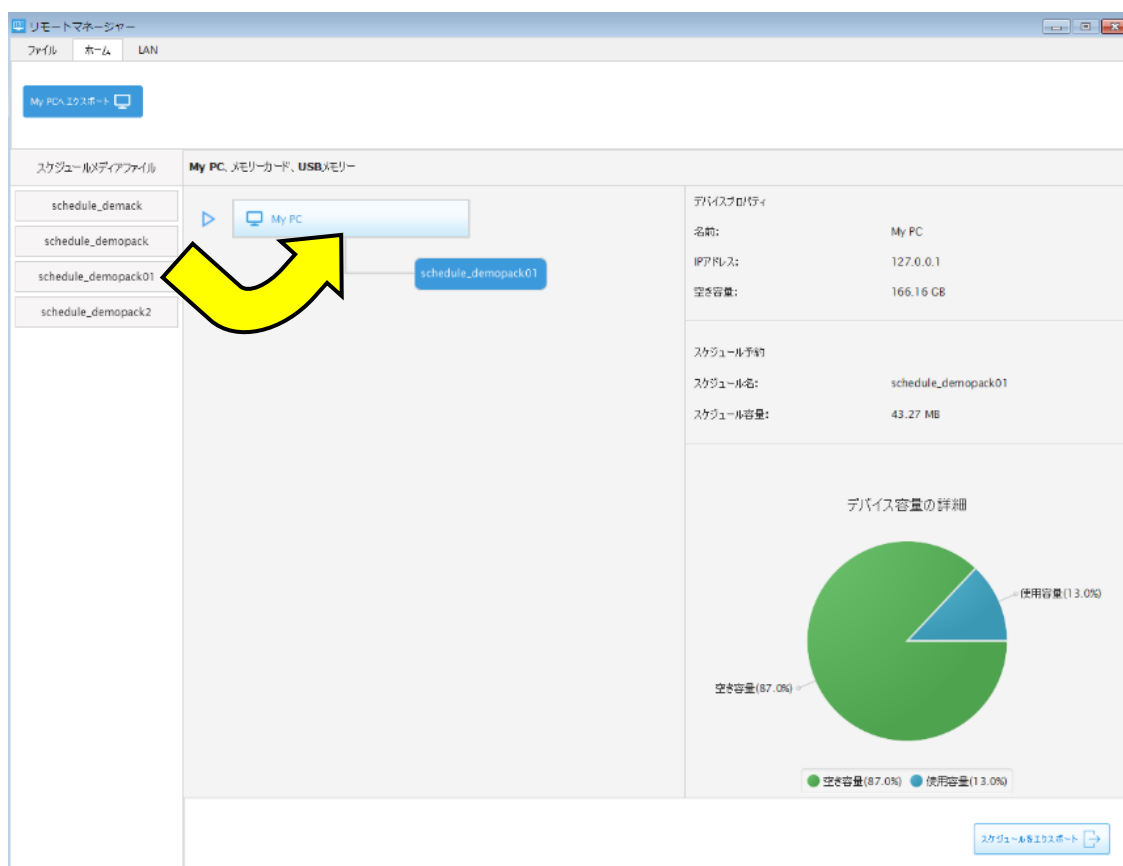 リモートマネージャー
ファイル ホーム LAN
My PCへエクスポート
スケジュールメディアファイル
My PC、メモリーカード、USBメモリー
schedule_demack
schedule_demopack
schedule_demopack01
schedule_demopack2
My PC
schedule_demopack01
デバイスプロパティ
名前: My PC
IPアドレス: 127.0.0.1
空き容量: 166.16 GB
スケジュール予約
スケジュール名: schedule_demopack01
スケジュール容量: 43.27 MB
デバイス容量の詳細
使用容量(13.0%)
空き容量(87.0%)
空き容量(87.0%) 使用容量(13.0%)
スケジュールをエクスポート